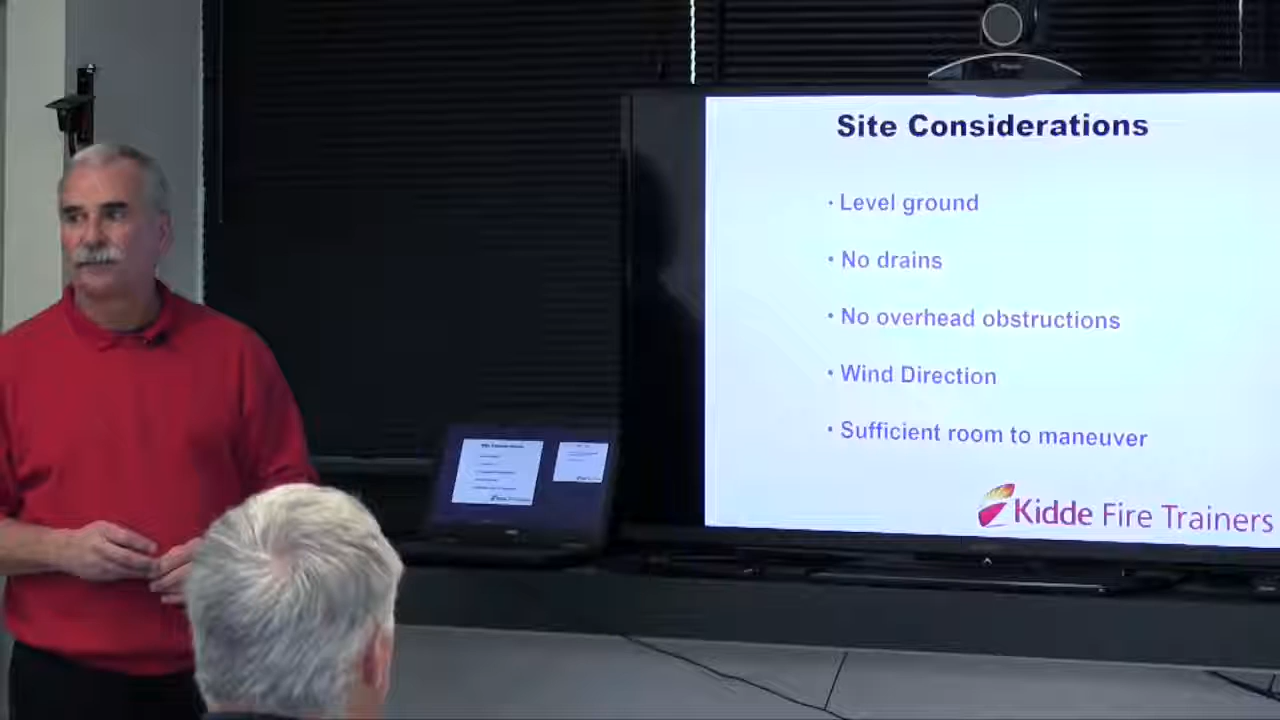 Site Considerations
• Level ground
• No drains
• No overhead obstructions
• Wind Direction
• Sufficient room to maneuver
Kidde Fire Trainers